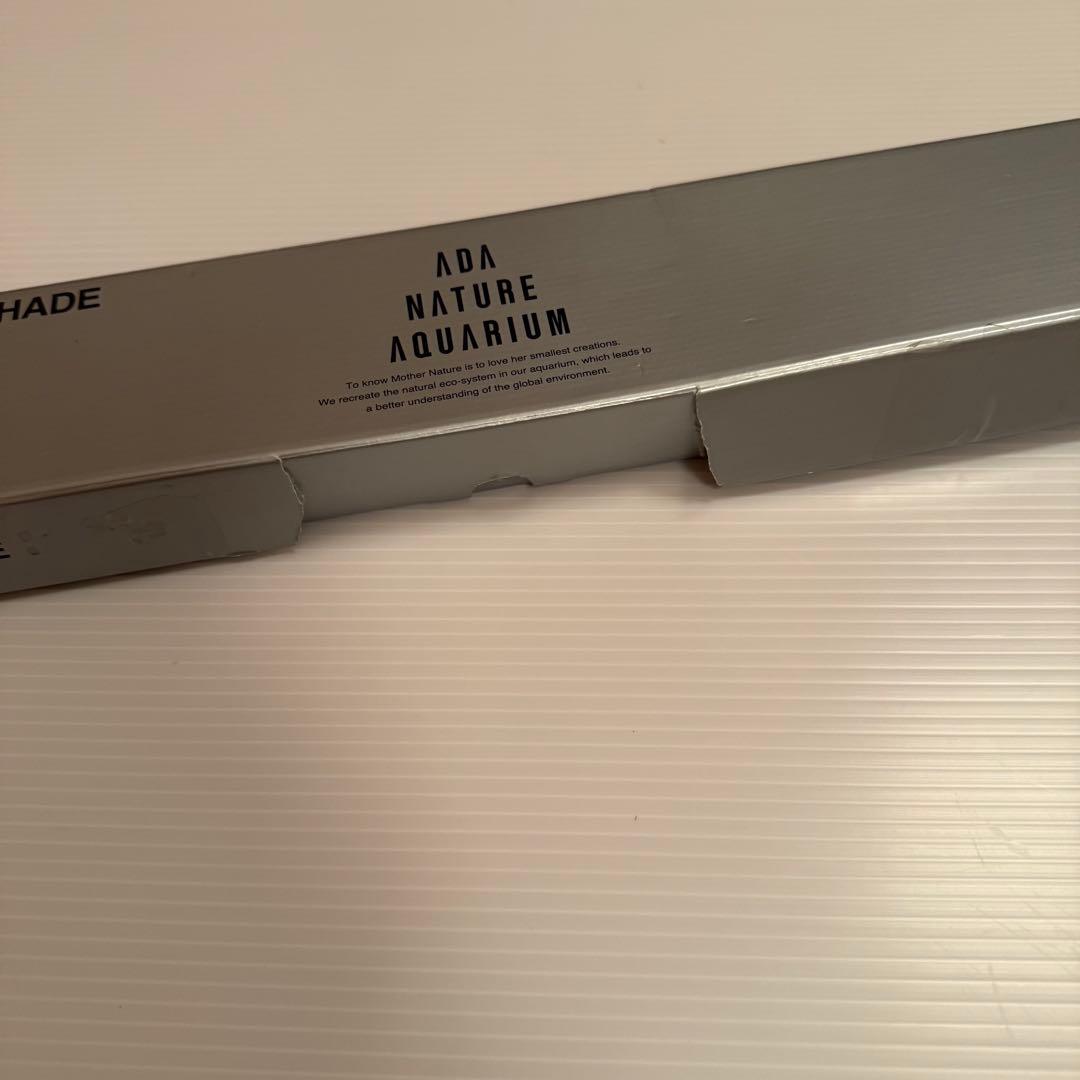 HADE
ADA
NATURE
AQUARIUM
To know Mother Nature is to love her smallest creations.
We recreate the natural eco-system in our aquarium, which leads to
a better understanding of the global environment.
E